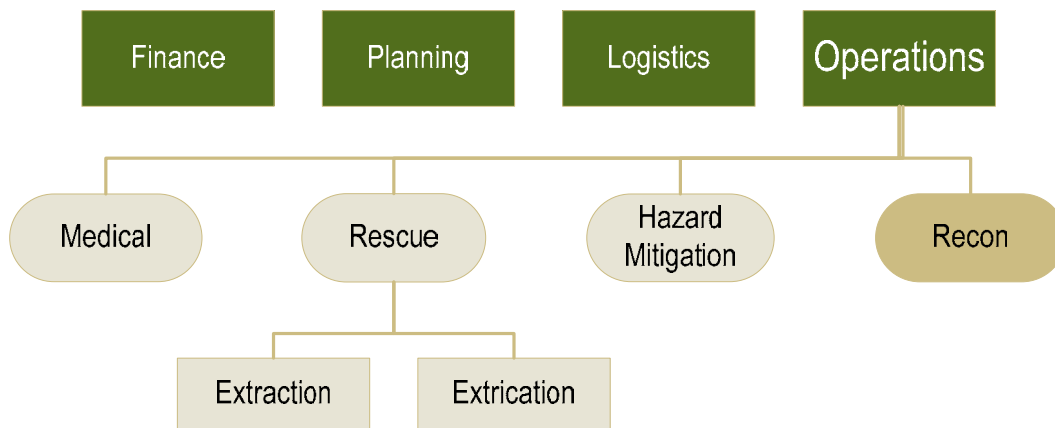 Finance
Planning
Logistics
Operations
Medical
Rescue
Hazard
Mitigation
Recon
Extraction
Extrication